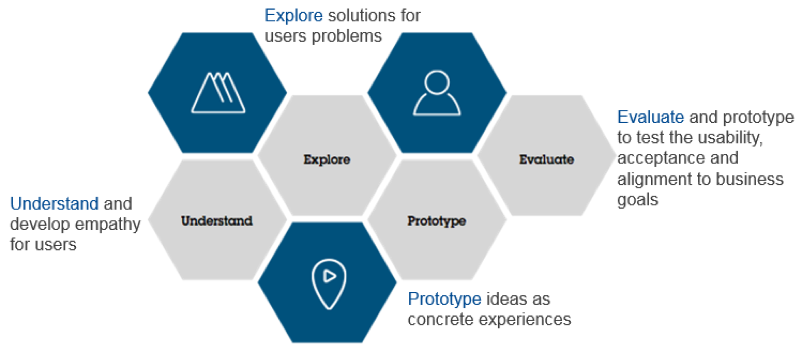 Explore solutions for
users problems
Evaluate and prototype
to test the usability,
acceptance and
alignment to business
goals
Explore
Evaluate
Understand and
develop empathy
for users
Understand
Prototype
Prototype ideas as
concrete experiences